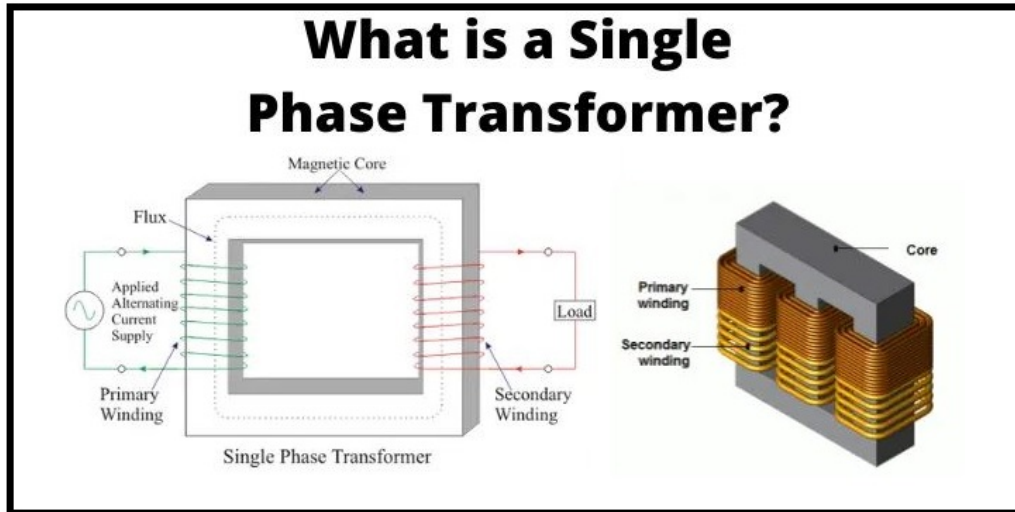 What is a Single
Phase Transformer?
Magnetic Core
Flux
Applied
Alternating
Current
Supply
Load
Primary
Winding
Secondary
Winding
Single Phase Transformer
Core
Primary
winding
Secondary
winding